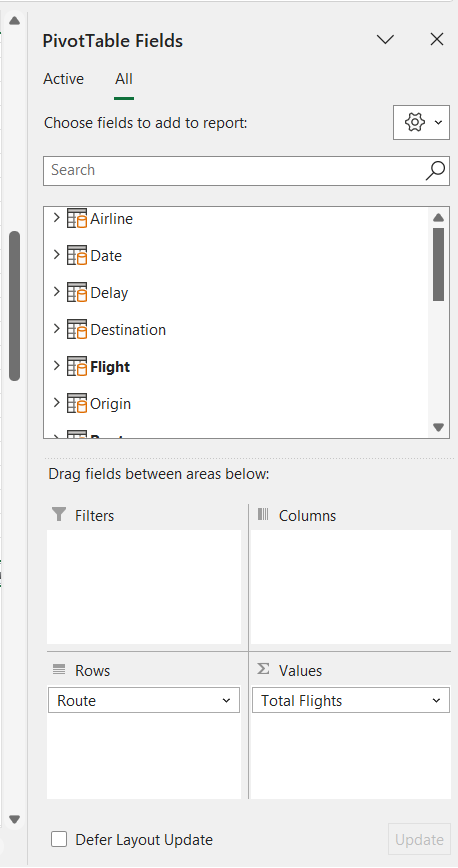 PivotTable Fields
Active All
Choose fields to add to report:
Search
Airline
Date
Delay
Destination
Flight
Origin
Drag fields between areas below:
Filters Columns
Rows Values
Route Total Flights
Defer Layout Update Update